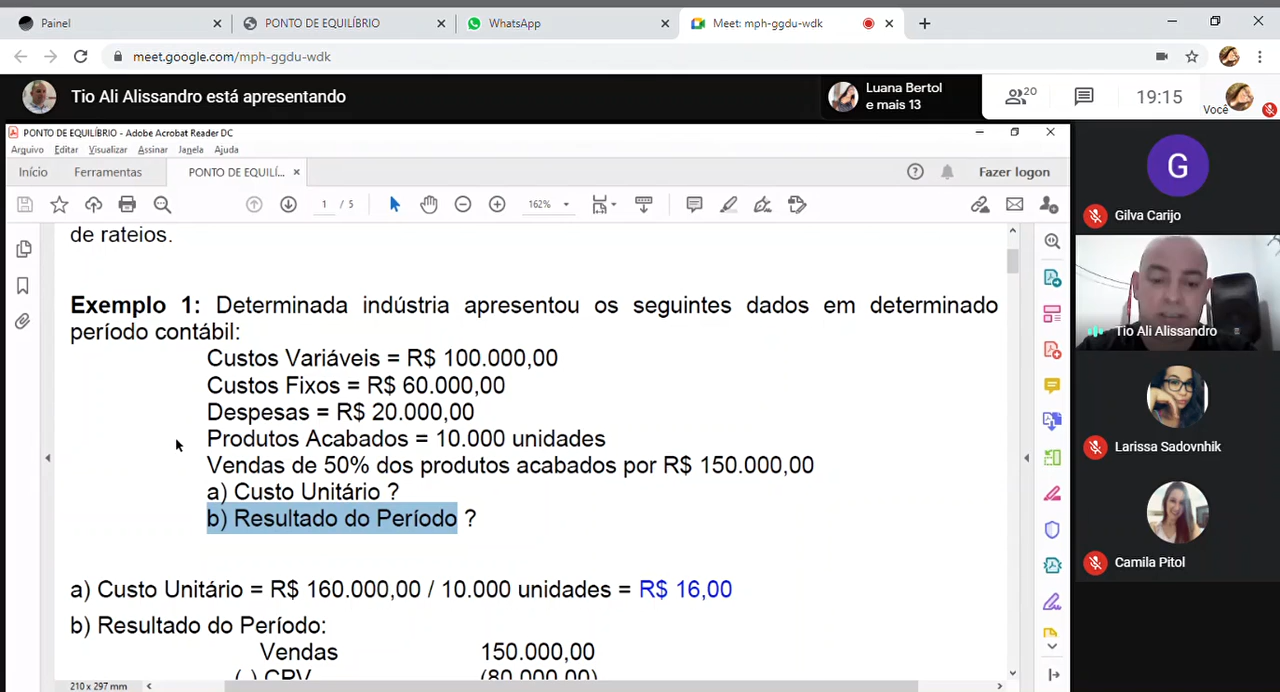 Painel
PONTO DE EQUILÍBRIO
WhatsApp
Meet: mph-ggdu-wdk
meet.google.com/mph-ggdu-wdk
Tio Ali Alissandro está apresentando
Luana Bertol
e mais 13
20
19:15
Você
PONTO DE EQUILÍBRIO - Adobe Acrobat Reader DC
Arquivo Editar Visualizar Assinar Janela Ajuda
Início Ferramentas PONTO DE EQUILÍ... Fazer logon
1 / 5 162%
de rateios.
Exemplo 1: Determinada indústria apresentou os seguintes dados em determinado
período contábil:
Custos Variáveis = R$ 100.000,00
Custos Fixos = R$ 60.000,00
Despesas = R$ 20.000,00
Produtos Acabados = 10.000 unidades
Vendas de 50% dos produtos acabados por R$ 150.000,00
a) Custo Unitário ?
b) Resultado do Período ?
a) Custo Unitário = R$ 160.000,00 / 10.000 unidades = R$ 16,00
b) Resultado do Período:
Vendas 150.000,00
(-) CPV (80.000,00)
210 x 297 mm
G
Gilva Carijo
Tio Ali Alissandro
Larissa Sadovnhik
Camila Pitol